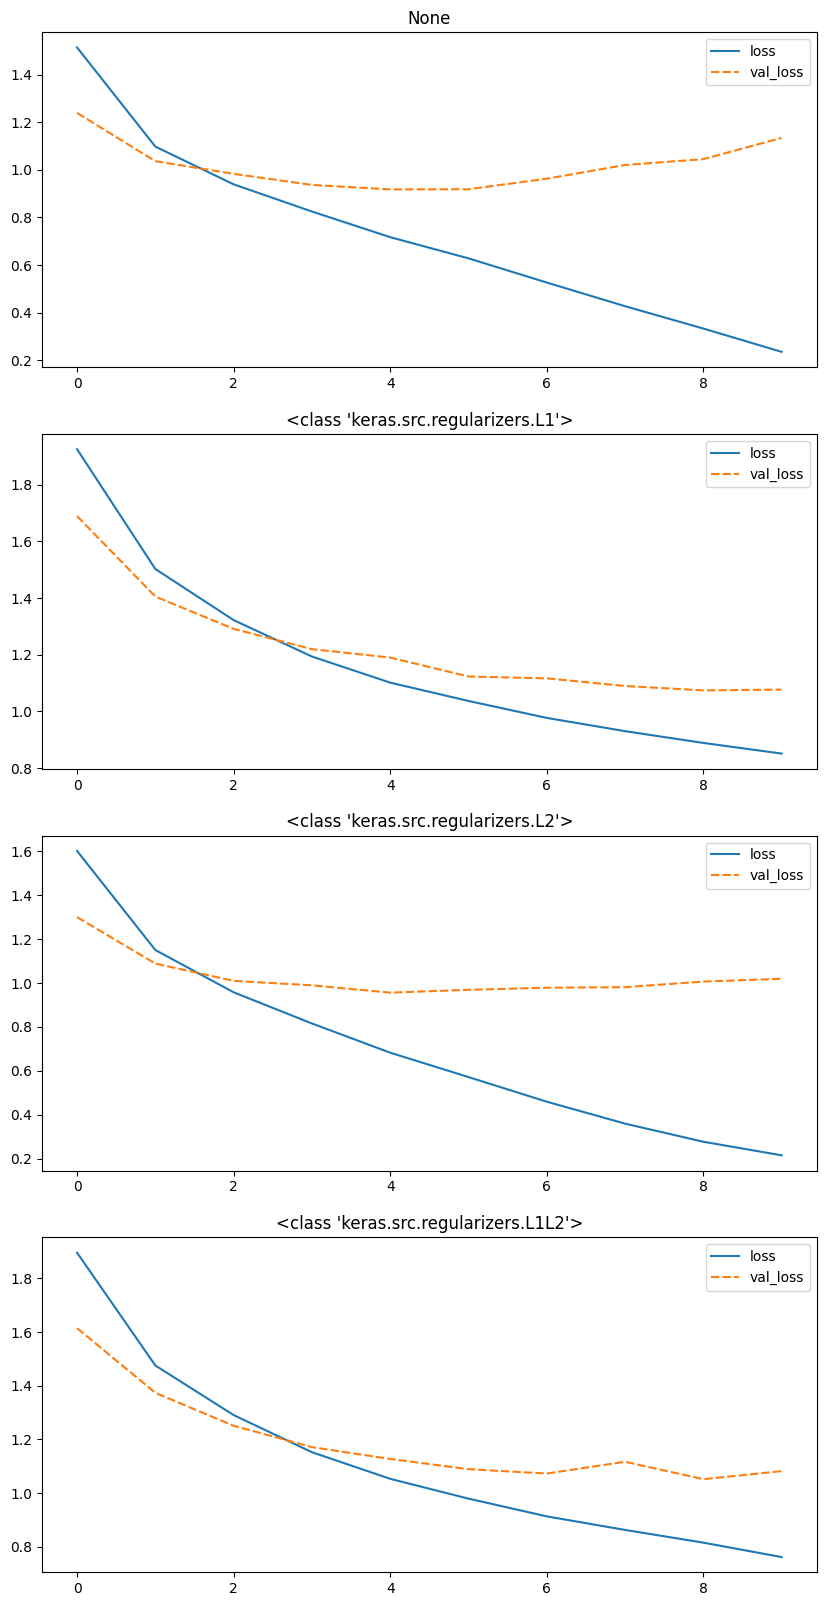 None
loss
val_loss
1.4
1.2
1.0
0.8
0.6
0.4
0.2
0 2 4 6 8
<class 'keras.src.regularizers.L1'>
loss
val_loss
1.8
1.6
1.4
1.2
1.0
0.8
0 2 4 6 8
<class 'keras.src.regularizers.L2'>
loss
val_loss
1.6
1.4
1.2
1.0
0.8
0.6
0.4
0.2
0 2 4 6 8
<class 'keras.src.regularizers.L1L2'>
loss
val_loss
1.8
1.6
1.4
1.2
1.0
0.8
0 2 4 6 8